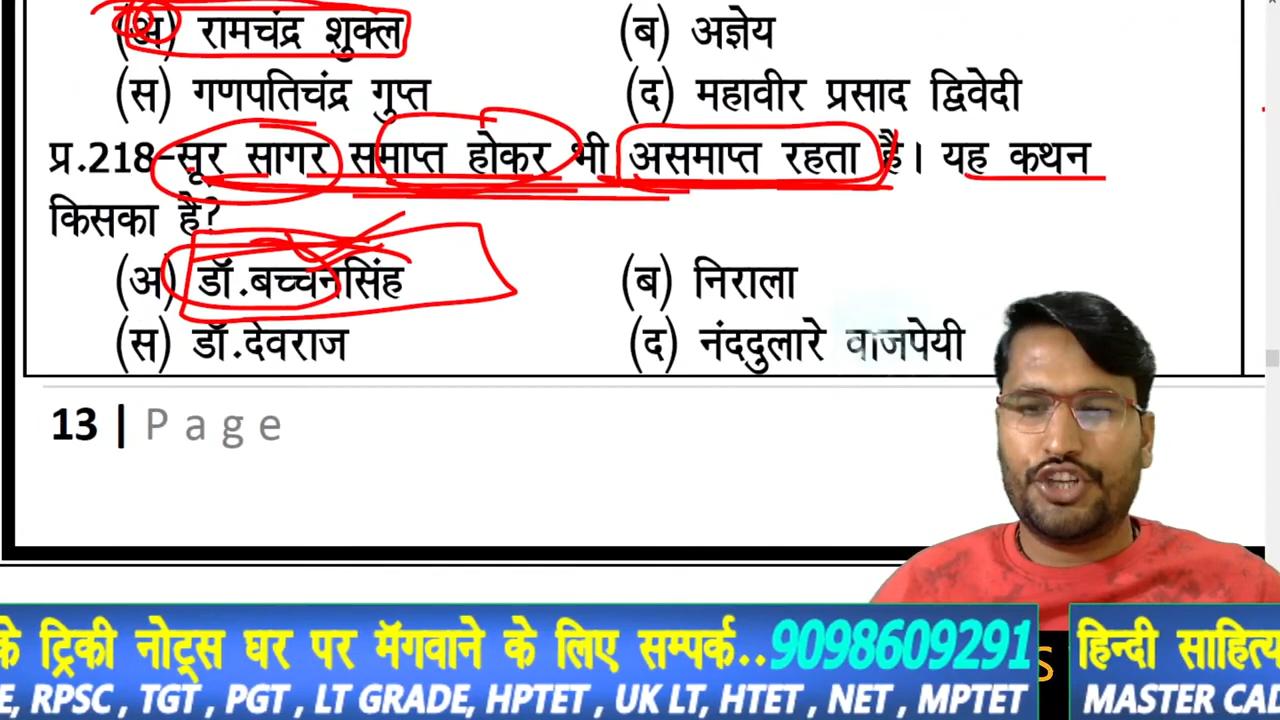 (अ) रामचंद्र शुक्ल (ब) अज्ञेय
(स) गणपतिचंद्र गुप्त (द) महावीर प्रसाद द्विवेदी
प्र.218-सूर सागर समाप्त होकर भी असमाप्त रहता है। यह कथन
किसका है?
(अ) डॉ.बच्चनसिंह (ब) निराला
(स) डॉ.देवराज (द) नंददुलारे वाजपेयी
13 | Page
के ट्रिकी नोट्स घर पर मॅगवाने के लिए सम्पर्क..9098609291 हिन्दी साहित्य
E, RPSC , TGT , PGT , LT GRADE, HPTET , UK LT, HTET , NET , MPTET MASTER CAD
S